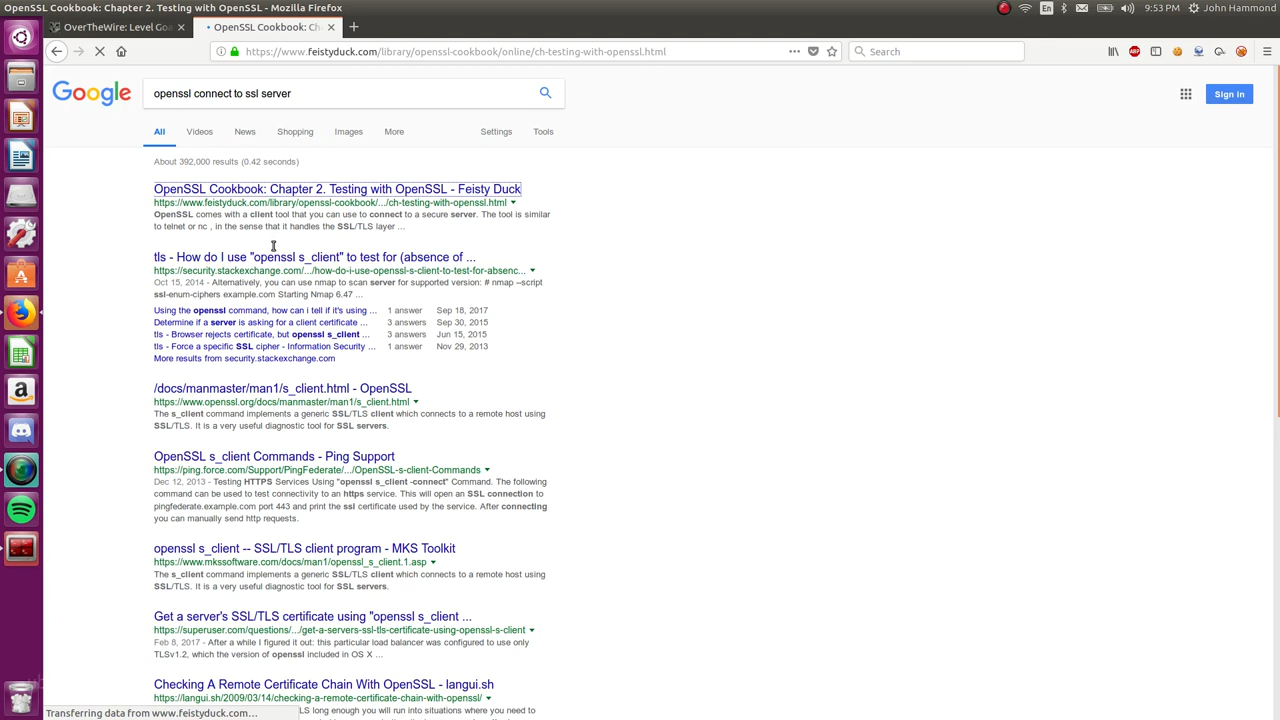 OpenSSL Cookbook: Chapter 2. Testing with OpenSSL - Mozilla Firefox
En
9:53 PM
John Hammond
OverTheWire: Level Goa
OpenSSL Cookbook: Ch
https://www.feistyduck.com/library/openssl-cookbook/online/ch-testing-with-openssl.html
Search
ABP
Google
openssl connect to ssl server
Sign in
All
Videos
News
Shopping
Images
More
Settings
Tools
About 392,000 results (0.42 seconds)
OpenSSL Cookbook: Chapter 2. Testing with OpenSSL - Feisty Duck
https://www.feistyduck.com/library/openssl-cookbook/.../ch-testing-with-openssl.html
OpenSSL comes with a client tool that you can use to connect to a secure server. The tool is similar
to telnet or nc , in the sense that it handles the SSL/TLS layer ...
tls - How do I use "openssl s_client" to test for (absence of ...
https://security.stackexchange.com/.../how-do-i-use-openssl-s-client-to-test-for-absenc...
Oct 15, 2014 - Alternatively, you can use nmap to scan server for supported version: # nmap --script
ssl-enum-ciphers example.com Starting Nmap 6.47 ...
Using the openssl command, how can i tell if it's using ... 1 answer Sep 18, 2017
Determine if a server is asking for a client certificate ... 3 answers Sep 30, 2015
tls - Browser rejects certificate, but openssl s_client ... 3 answers Jun 15, 2015
tls - Force a specific SSL cipher - Information Security ... 1 answer Nov 29, 2013
More results from security.stackexchange.com
/docs/manmaster/man1/s_client.html - OpenSSL
https://www.openssl.org/docs/manmaster/man1/s_client.html
The s_client command implements a generic SSL/TLS client which connects to a remote host using
SSL/TLS. It is a very useful diagnostic tool for SSL servers.
OpenSSL s_client Commands - Ping Support
https://ping.force.com/Support/PingFederate/.../OpenSSL-s-client-Commands
Dec 12, 2013 - Testing HTTPS Services Using "openssl s_client -connect" Command. The following
command can be used to test connectivity to an https service. This will open an SSL connection to
pingfederate.example.com port 443 and print the ssl certificate used by the service. After connecting
you can manually send http requests.
openssl s_client -- SSL/TLS client program - MKS Toolkit
https://www.mkssoftware.com/docs/man1/openssl_s_client.1.asp
The s_client command implements a generic SSL/TLS client which connects to a remote host using
SSL/TLS. It is a very useful diagnostic tool for SSL servers.
Get a server's SSL/TLS certificate using "openssl s_client ...
https://superuser.com/questions/.../get-a-servers-ssl-tls-certificate-using-openssl-s-client
Feb 8, 2017 - After a while I figured it out: this particular load balancer was configured to use only
TLSv1.2, which the version of openssl included in OS X ...
Checking A Remote Certificate Chain With OpenSSL - langui.sh
https://langui.sh/2009/03/14/checking-a-remote-certificate-chain-with-openssl/
LS long enough you will run into situations where you need to
Transferring data from www.feistyduck.com...